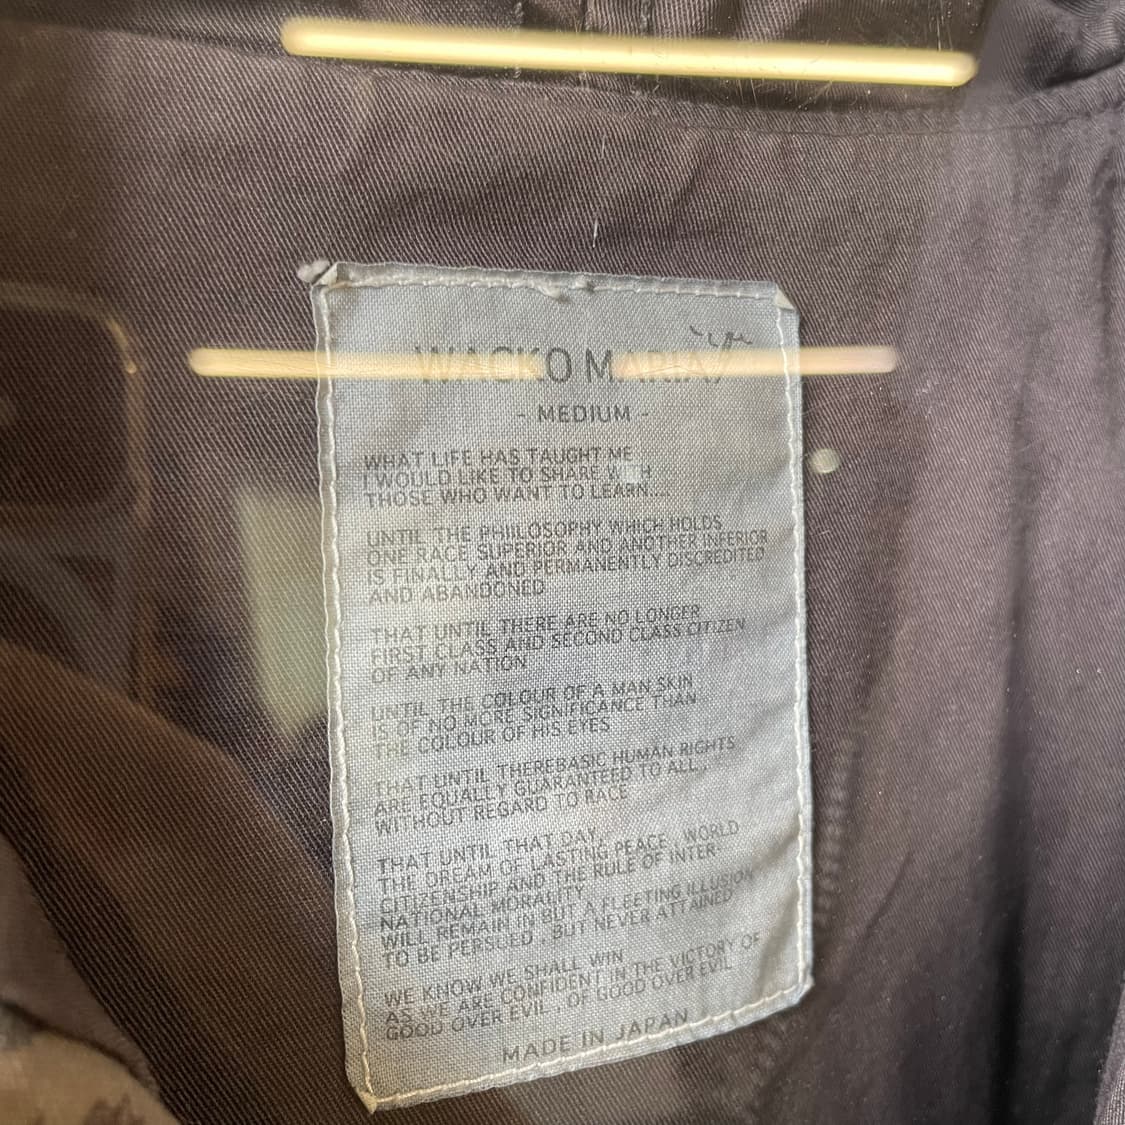 WACKO MARIA
- MEDIUM -
WHAT LIFE HAS TAUGHT ME
I WOULD LIKE TO SHARE
THOSE WHO WANT TO LEARN....
UNTIL THE PHIILOSOPHY WHICH HOLDS
ONE RACE SUPERIOR AND ANOTHER INFERIOR
IS FINALLY AND PERMANENTLY DISCREDITED
AND ABANDONED
THAT UNTIL THERE ARE NO LONGER
FIRST CLASS AND SECOND CLASS CITIZEN
OF ANY NATION
UNTIL THE COLOUR OF A MAN SKIN
IS OF NO MORE SIGNIFICANCE THAN
THE COLOUR OF HIS EYES
THAT UNTIL THEREBASIC HUMAN RIGHTS
ARE EQUALLY GUARANTEED TO ALL,
WITHOUT REGARD TO RACE
THAT UNTIL THAT DAY,
THE DREAM OF LASTING PEACE, WORLD
CITIZENSHIP AND THE RULE OF INTER-
NATIONAL MORALITY
WILL REMAIN IN BUT A FLEETING ILLUSION
TO BE PERSUED, BUT NEVER ATTAINED
WE KNOW WE SHALL WIN
AS WE ARE CONFIDENT IN THE VICTORY OF
GOOD OVER EVIL, OF GOOD OVER EVIL
MADE IN JAPAN